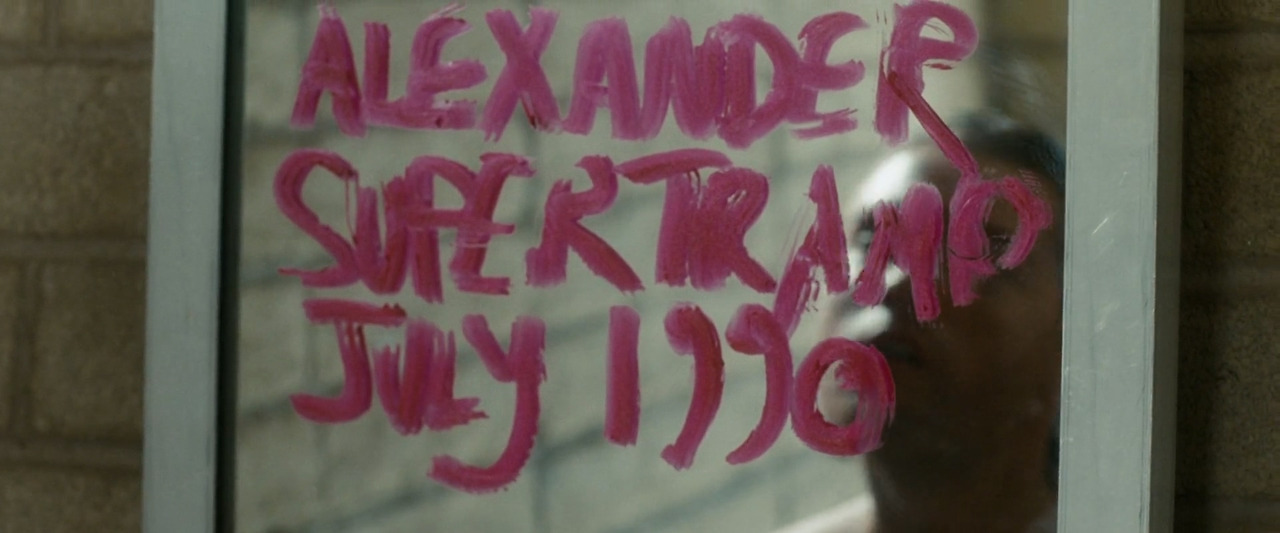 ALEXANDER
SUPERTRAMP
JULY 1990